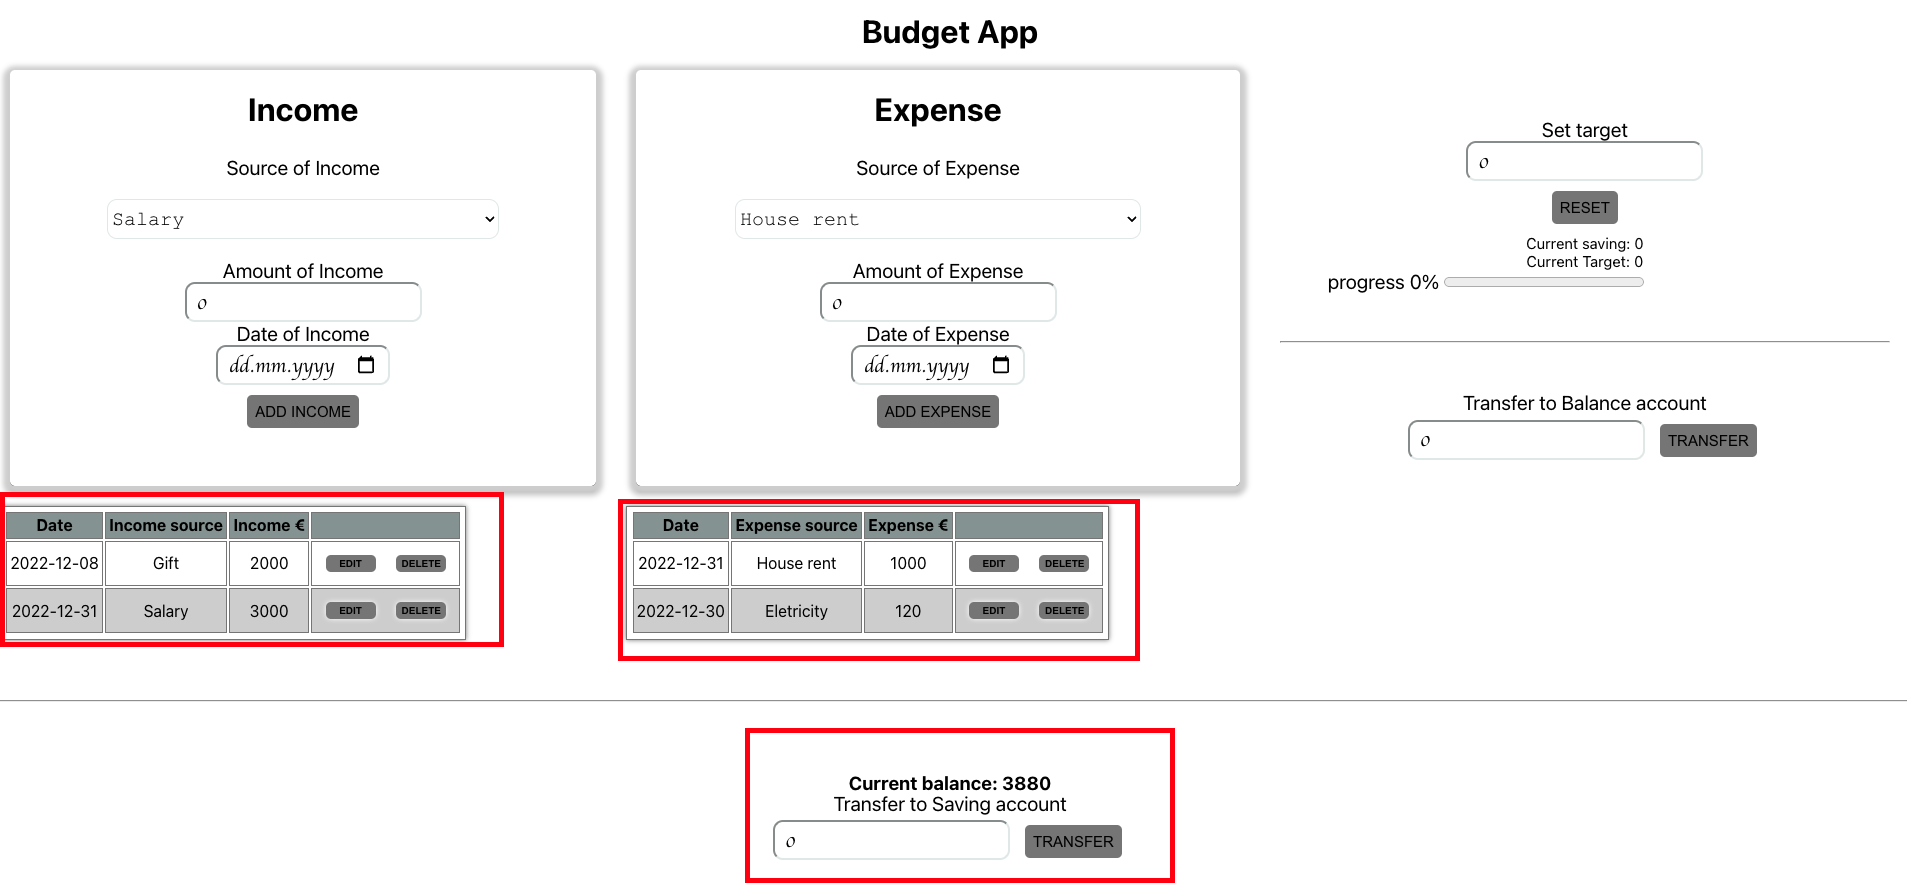 Budget App
Income
Source of Income
Salary
Amount of Income
0
Date of Income
dd.mm.yyyy
ADD INCOME
Expense
Source of Expense
House rent
Amount of Expense
0
Date of Expense
dd.mm.yyyy
ADD EXPENSE
Set target
0
RESET
Current saving: 0
Current Target: 0
progress 0%
Transfer to Balance account
0 TRANSFER
Date Income source Income €
2022-12-08 Gift 2000 EDIT DELETE
2022-12-31 Salary 3000 EDIT DELETE
Date Expense source Expense €
2022-12-31 House rent 1000 EDIT DELETE
2022-12-30 Eletricity 120 EDIT DELETE
Current balance: 3880
Transfer to Saving account
0 TRANSFER